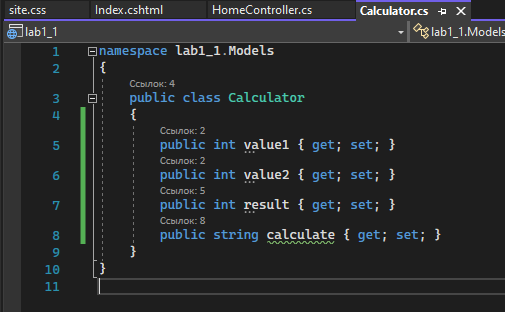 site.css Index.cshtml HomeController.cs Calculator.cs
lab1_1 lab1_1.Models
1 namespace lab1_1.Models
2 {
Ссылок: 4
3 public class Calculator
4 {
Ссылок: 2
5 public int value1 { get; set; }
Ссылок: 2
6 public int value2 { get; set; }
Ссылок: 5
7 public int result { get; set; }
Ссылок: 8
8 public string calculate { get; set; }
9 }
10 }
11